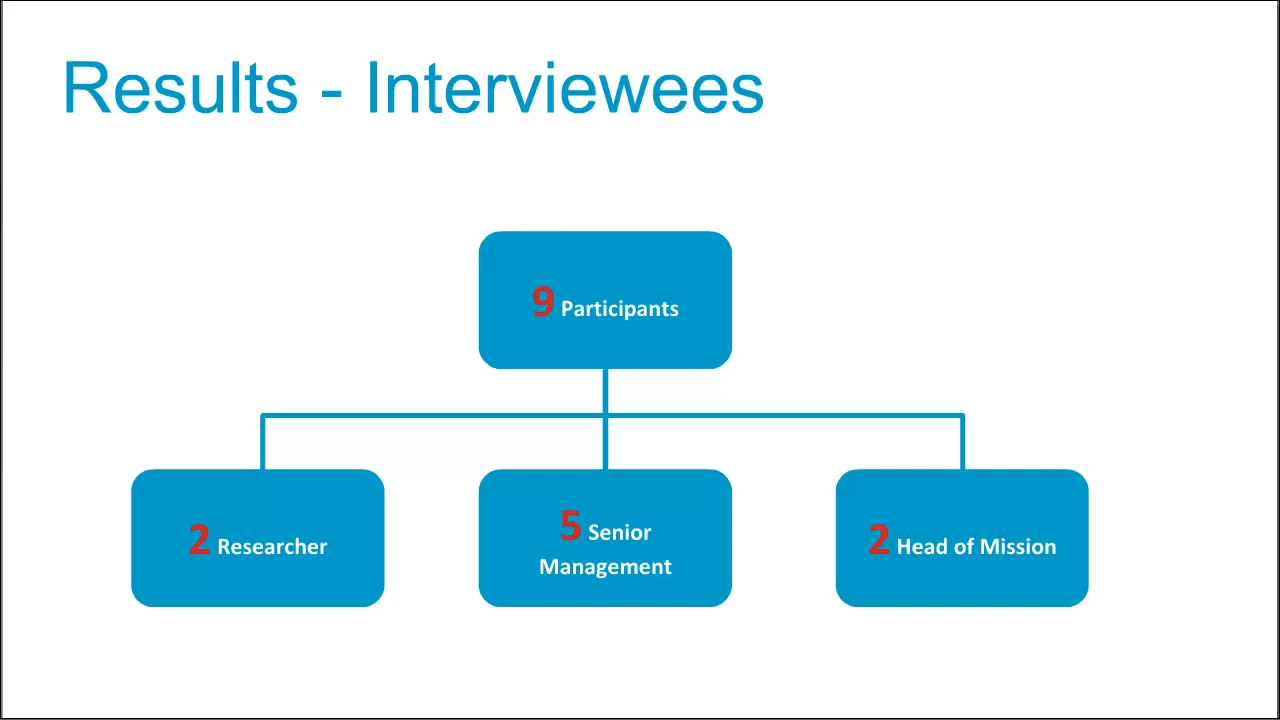 Results - Interviewees
9 Participants
2 Researcher
5 Senior
Management
2 Head of Mission